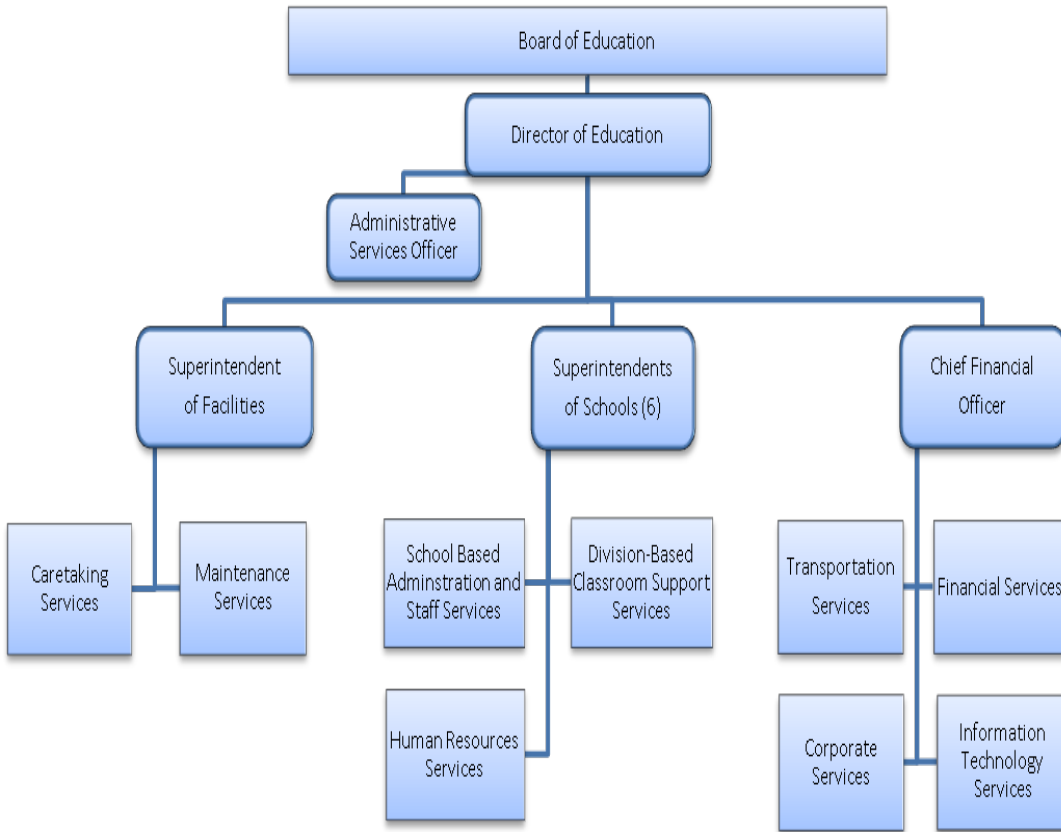 Board of Education
Director of Education
Administrative
Services Officer
Superintendent
of Facilities
Superintendents
of Schools (6)
Chief Financial
Officer
Caretaking
Services
Maintenance
Services
School Based
Adminstration and
Staff Services
Division-Based
Classroom Support
Services
Transportation
Services
Financial Services
Human Resources
Services
Corporate
Services
Information
Technology
Services